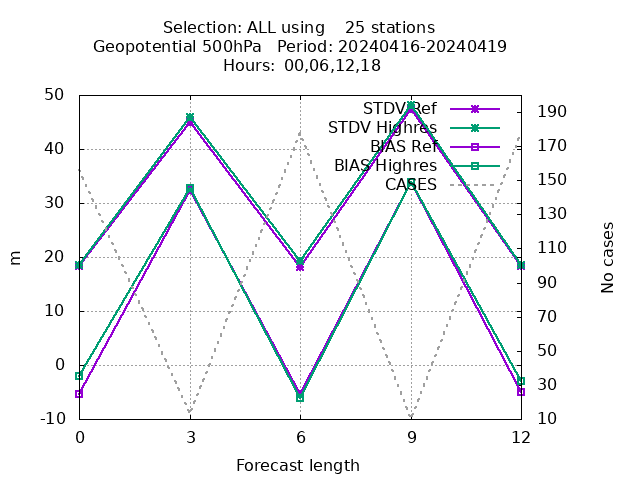 Selection: ALL using    25 stations
Geopotential 500hPa   Period: 20240416-20240419
Hours: 00,06,12,18
50
40
30
20
10
0
-10
m
STDV Ref
STDV Highres
BIAS Ref
BIAS Highres
CASES
190
170
150
130
110
90
70
50
30
10
No cases
0 3 6 9 12
Forecast length